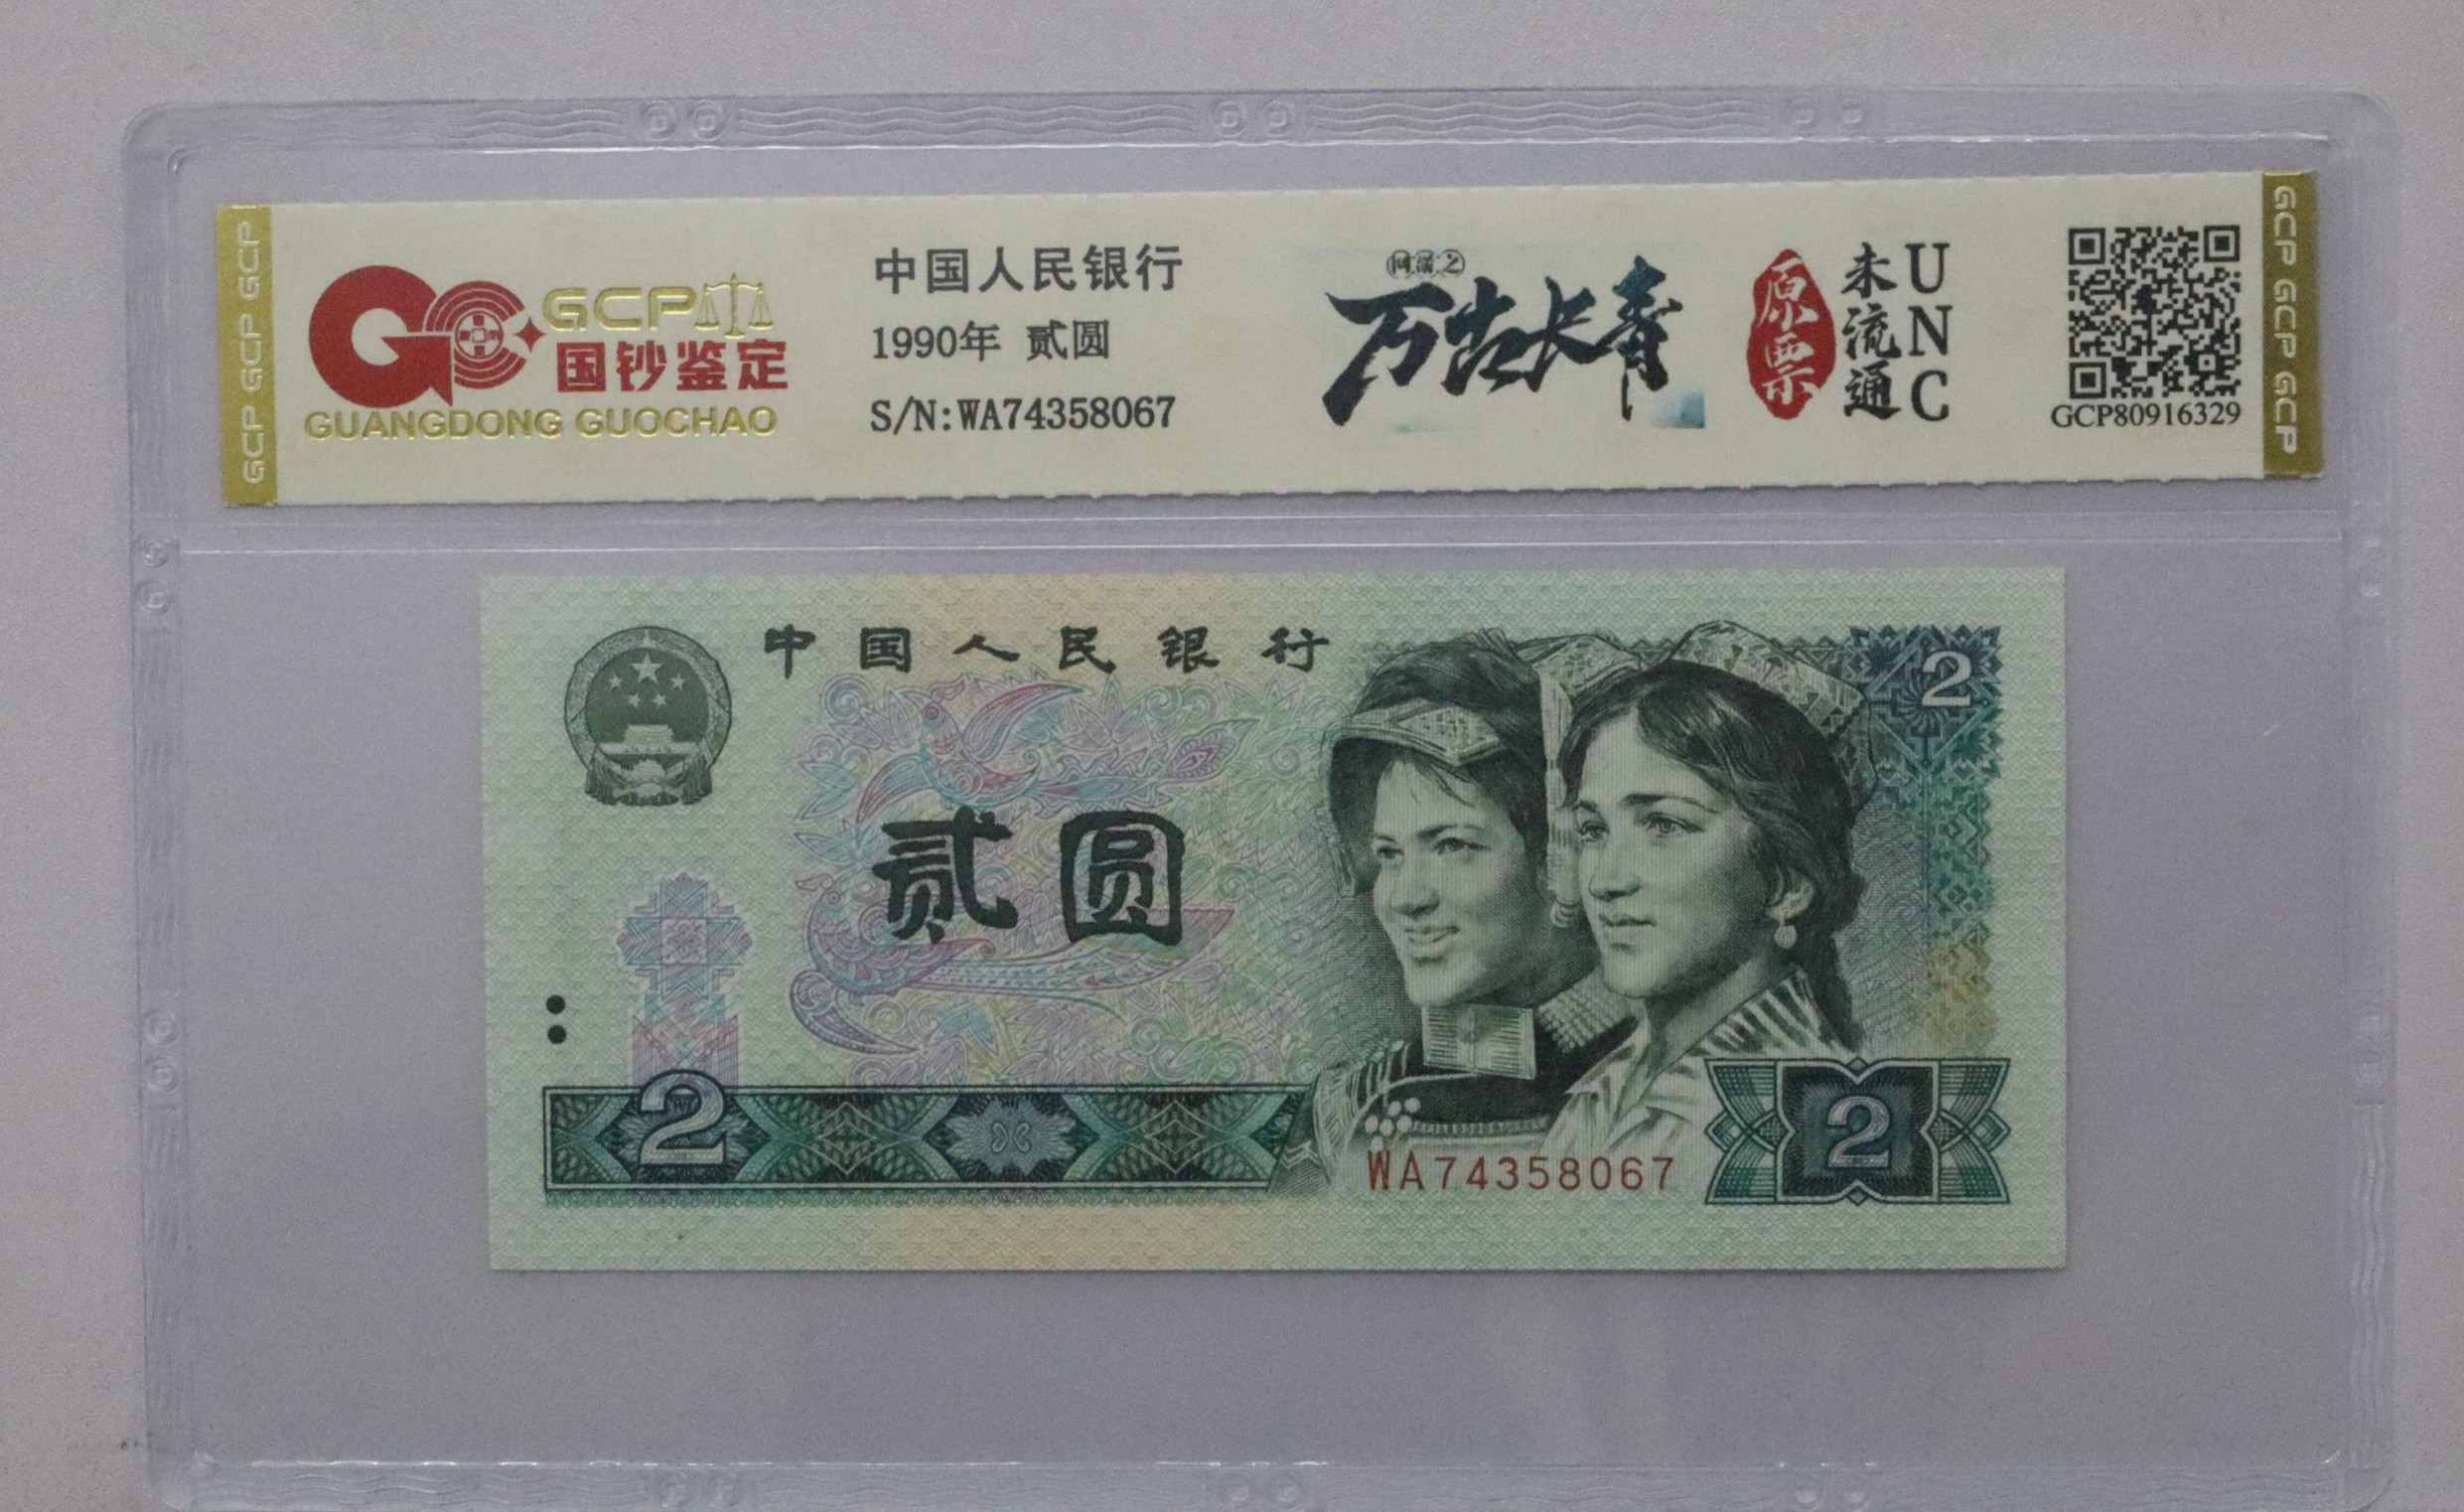 GCP GCP GCP
GCP
国钞鉴定
GUANGDONG GUOCHAO
中国人民银行
1990年 贰圆
S/N:WA74358067
万古长青
原票
未流通
UNC
GCP80916329
GCP GCP GCP
中国人民银行
2
贰圆
2
WA74358067
2